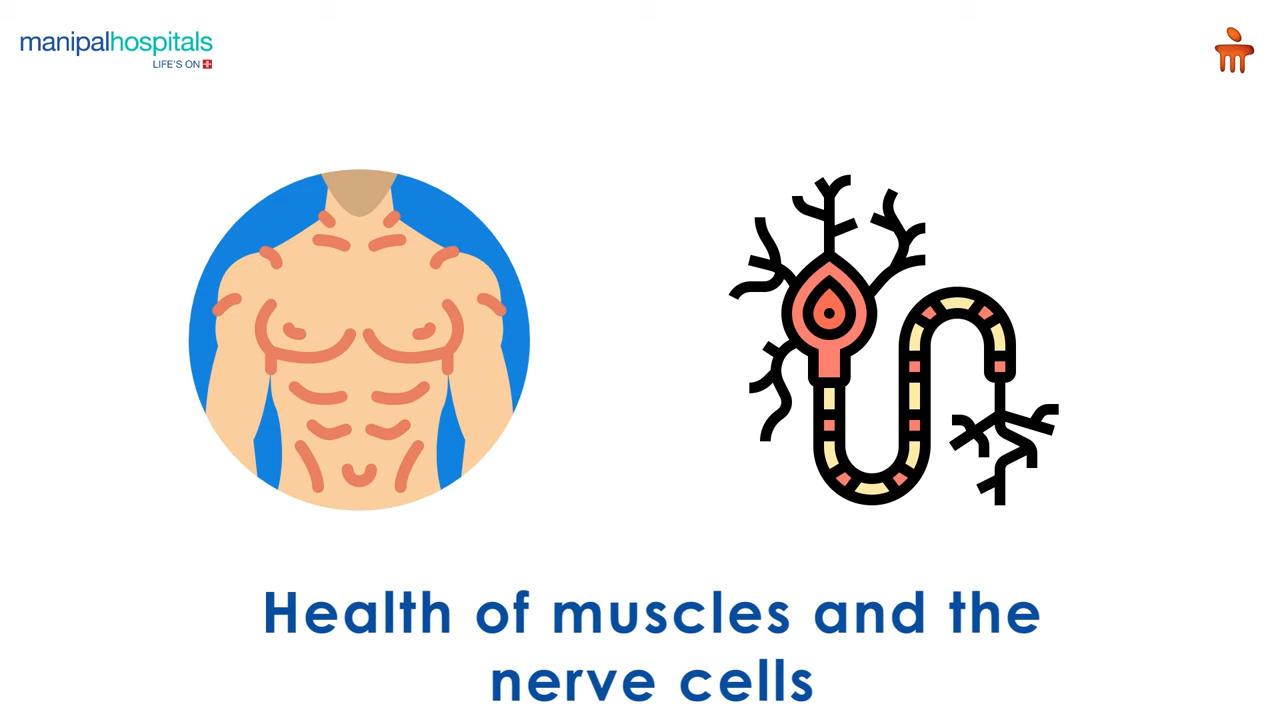 manipalhospitals
LIFE'S ON
Health of muscles and the
nerve cells